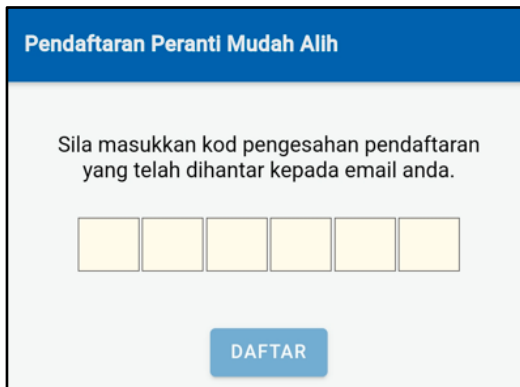 Pendaftaran Peranti Mudah Alih
Sila masukkan kod pengesahan pendaftaran
yang telah dihantar kepada email anda.
DAFTAR